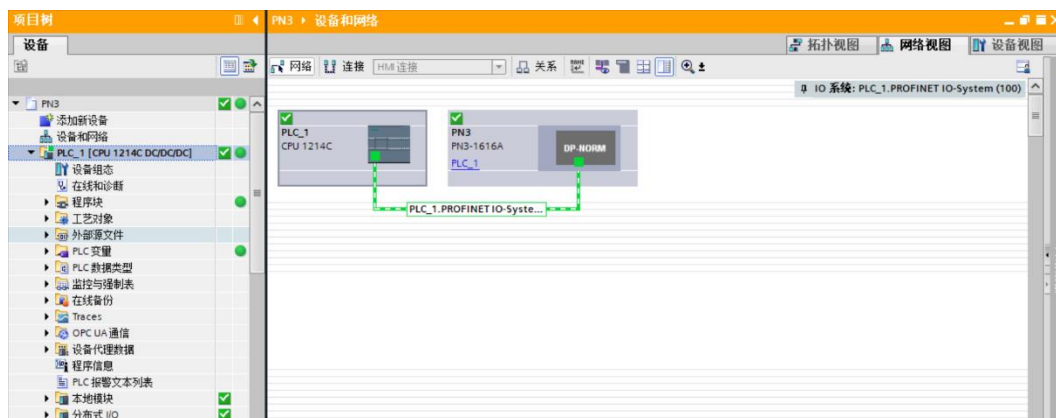 项目树
PN3 ▸ 设备和网络
设备
拓扑视图
网络视图
设备视图
网络
连接
HMI 连接
关系
IO 系统: PLC_1.PROFINET IO-System (100)
PN3
添加新设备
设备和网络
PLC_1 [CPU 1214C DC/DC/DC]
设备组态
在线和诊断
程序块
工艺对象
外部源文件
PLC 变量
PLC 数据类型
监控与强制表
在线备份
Traces
OPC UA 通信
设备代理数据
程序信息
PLC 报警文本列表
本地模块
分布式 I/O
PLC_1
CPU 1214C
PN3
PN3-1616A
PLC_1
DP-NORM
PLC_1.PROFINET IO-Syste...